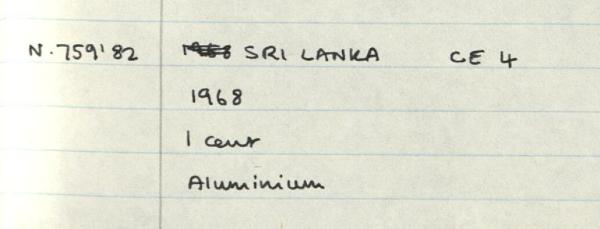 N.759'82 SRI LANKA CE 4
1968
1 cent
Aluminium